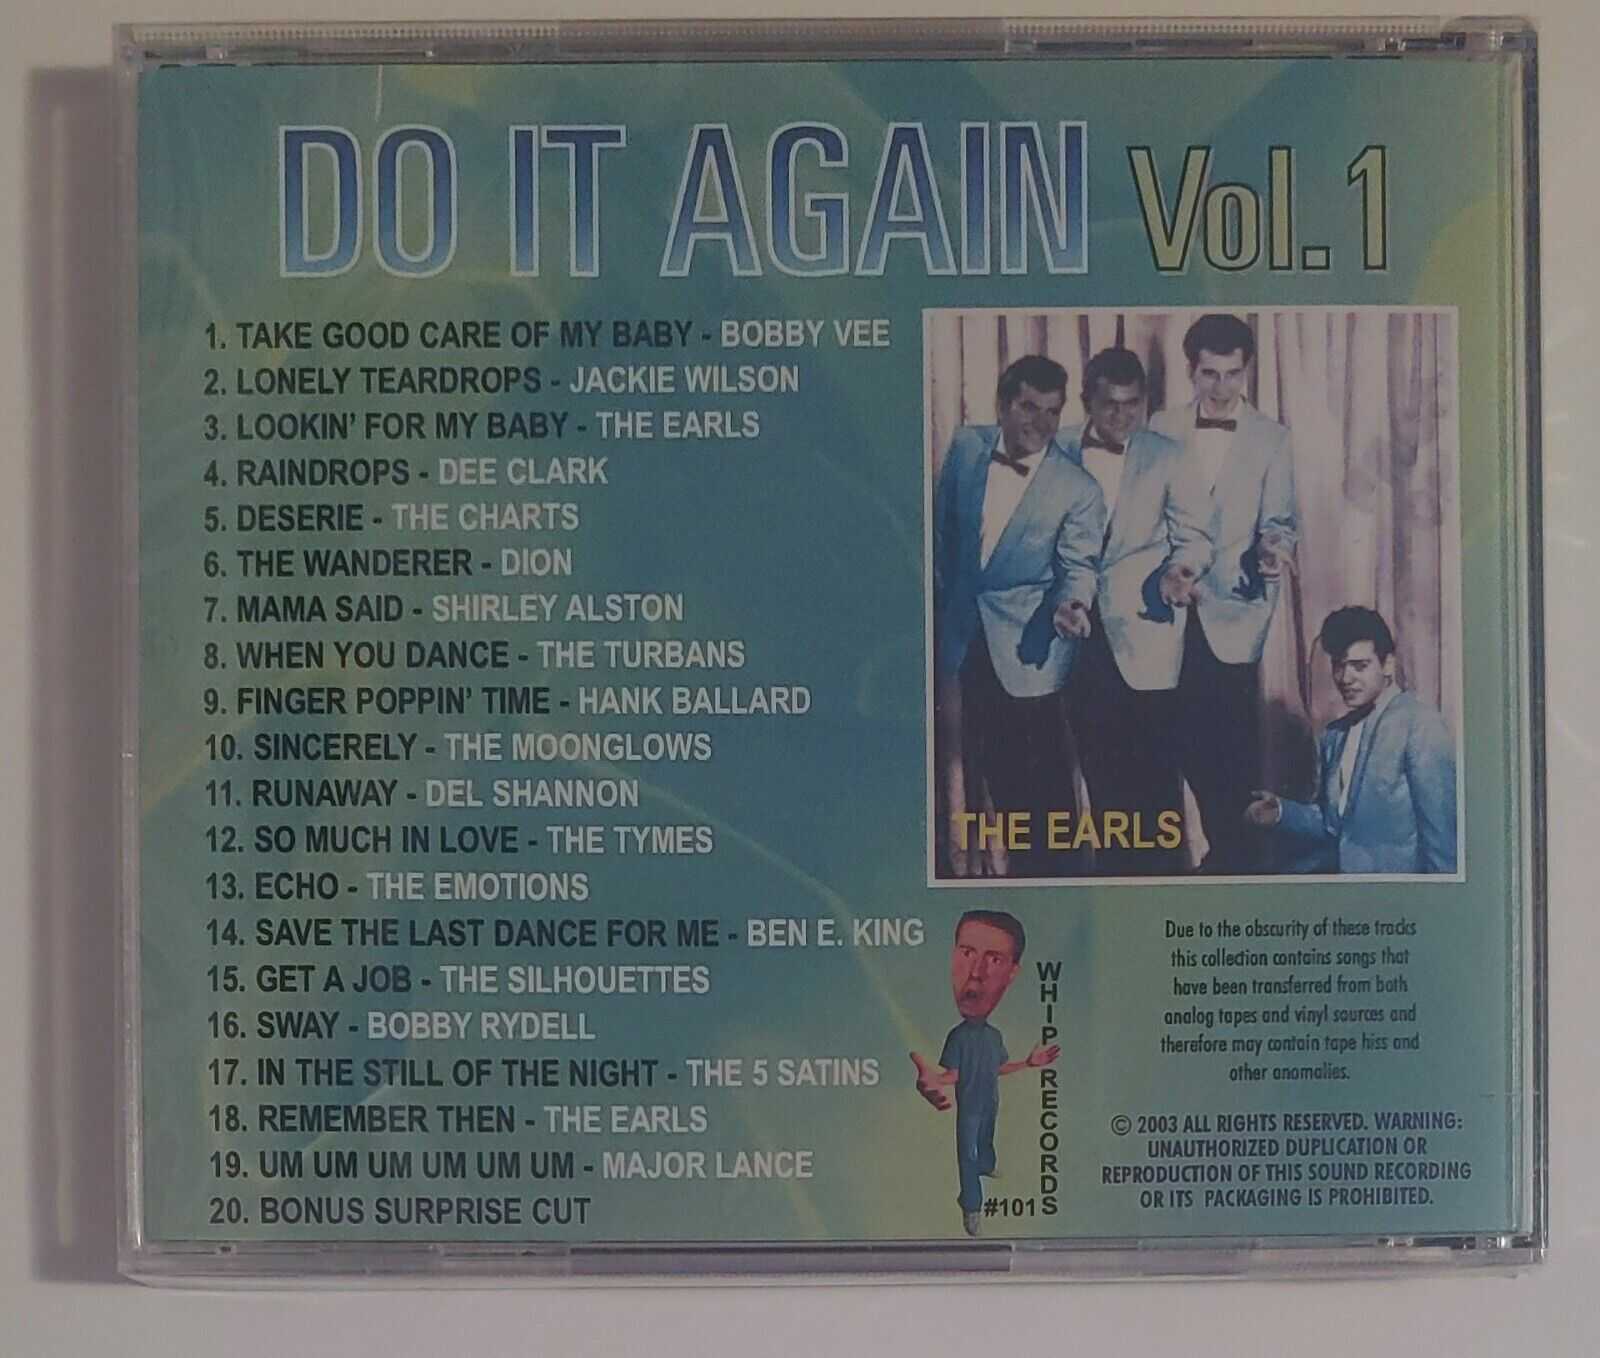 DO IT AGAIN Vol. 1
1. TAKE GOOD CARE OF MY BABY - BOBBY VEE
2. LONELY TEARDROPS - JACKIE WILSON
3. LOOKIN' FOR MY BABY - THE EARLS
4. RAINDROPS - DEE CLARK
5. DESERIE - THE CHARTS
6. THE WANDERER - DION
7. MAMA SAID - SHIRLEY ALSTON
8. WHEN YOU DANCE - THE TURBANS
9. FINGER POPPIN' TIME - HANK BALLARD
10. SINCERELY - THE MOONGLOWS
11. RUNAWAY - DEL SHANNON
12. SO MUCH IN LOVE - THE TYMES
13. ECHO - THE EMOTIONS
14. SAVE THE LAST DANCE FOR ME - BEN E. KING
15. GET A JOB - THE SILHOUETTES
16. SWAY - BOBBY RYDELL
17. IN THE STILL OF THE NIGHT - THE 5 SATINS
18. REMEMBER THEN - THE EARLS
19. UM UM UM UM UM UM - MAJOR LANCE
20. BONUS SURPRISE CUT
THE EARLS
WHIP RECORDS
#101
Due to the obscurity of these tracks
this collection contains songs that
have been transferred from both
analog tapes and vinyl sources and
therefore may contain tape hiss and
other anomalies.
© 2003 ALL RIGHTS RESERVED. WARNING:
UNAUTHORIZED DUPLICATION OR
REPRODUCTION OF THIS SOUND RECORDING
OR ITS PACKAGING IS PROHIBITED.